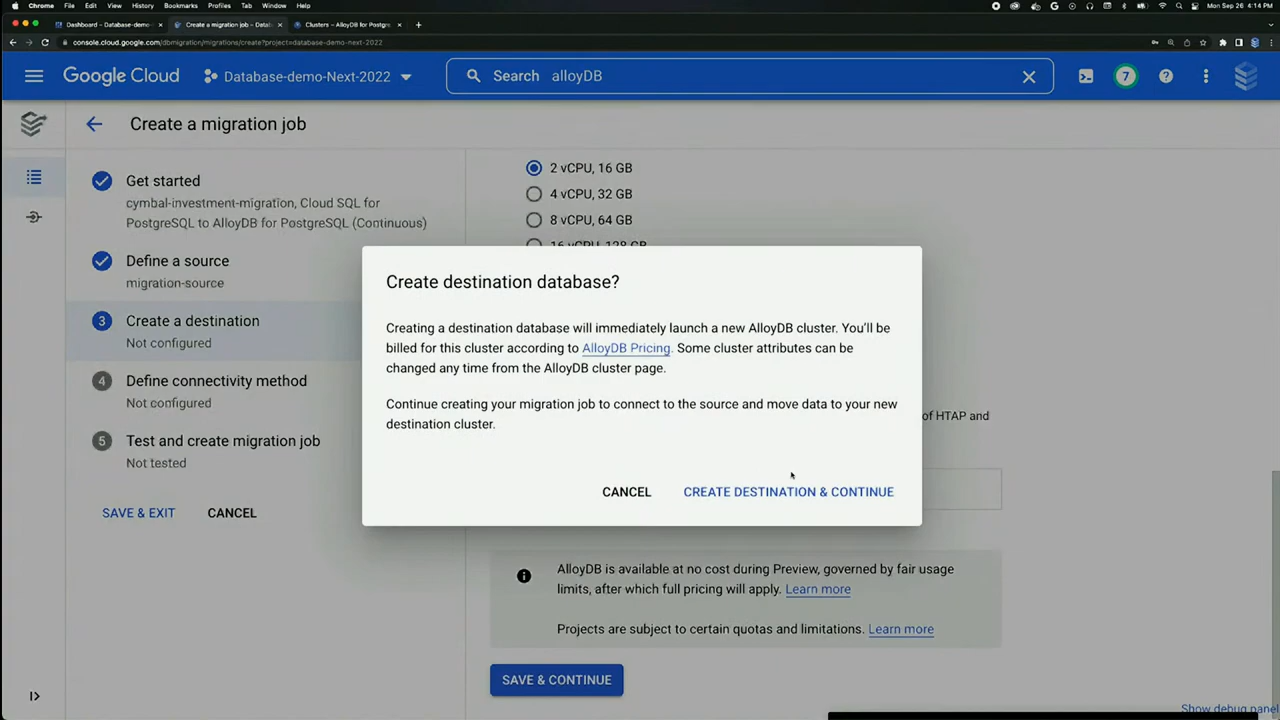 Chrome File Edit View History Bookmarks Profiles Tab Window Help
Mon Sep 26 4:14 PM
Dashboard – Database-demo-
Create a migration job – Datab
Clusters – AlloyDB for Postgre
console.cloud.google.com/dbmigration/migrations/create?project=database-demo-next-2022
Google Cloud
Database-demo-Next-2022
Search alloyDB
7
Create a migration job
Get started
cymbal-investment-migration, Cloud SQL for
PostgreSQL to AlloyDB for PostgreSQL (Continuous)
Define a source
migration-source
3 Create a destination
Not configured
4 Define connectivity method
Not configured
5 Test and create migration job
Not tested
SAVE & EXIT CANCEL
2 vCPU, 16 GB
4 vCPU, 32 GB
8 vCPU, 64 GB
16 vCPU, 128 GB
Create destination database?
Creating a destination database will immediately launch a new AlloyDB cluster. You'll be
billed for this cluster according to AlloyDB Pricing. Some cluster attributes can be
changed any time from the AlloyDB cluster page.
Continue creating your migration job to connect to the source and move data to your new
destination cluster.
CANCEL CREATE DESTINATION & CONTINUE
of HTAP and
AlloyDB is available at no cost during Preview, governed by fair usage
limits, after which full pricing will apply. Learn more
Projects are subject to certain quotas and limitations. Learn more
SAVE & CONTINUE
Show debug panel